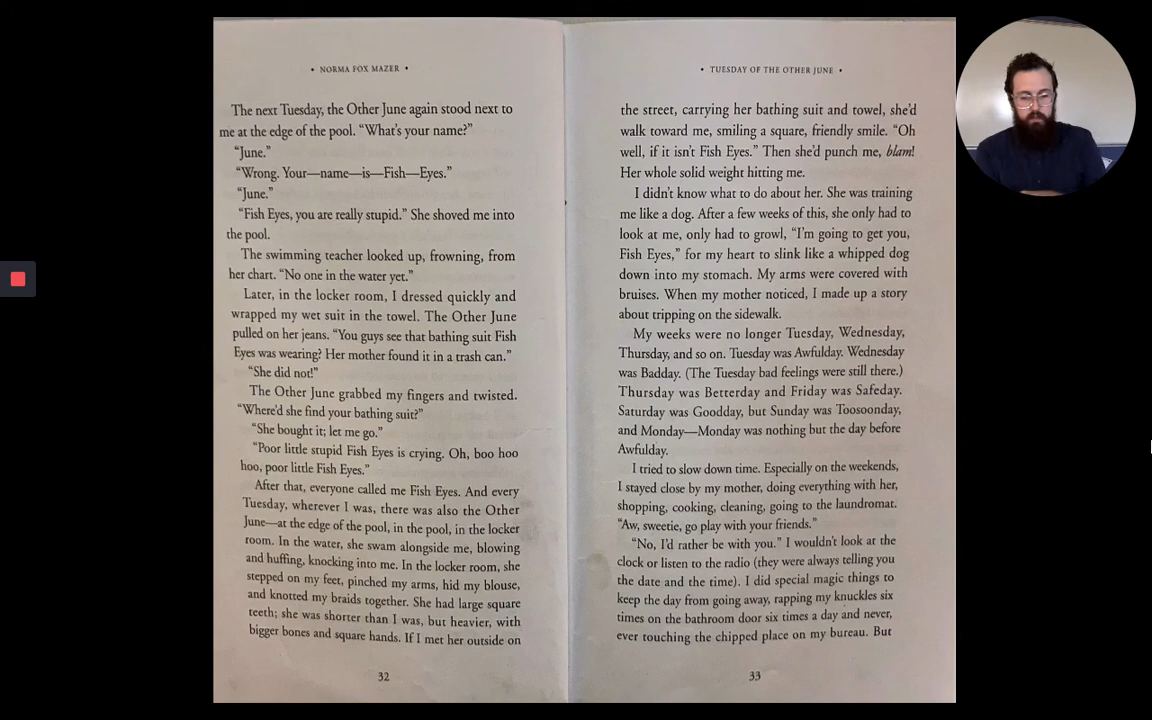 • NORMA FOX MAZER •
The next Tuesday, the Other June again stood next to
me at the edge of the pool. “What’s your name?”
“June.”
“Wrong. Your—name—is—Fish—Eyes.”
“June.”
“Fish Eyes, you are really stupid.” She shoved me into
the pool.
The swimming teacher looked up, frowning, from
her chart. “No one in the water yet.”
Later, in the locker room, I dressed quickly and
wrapped my wet suit in the towel. The Other June
pulled on her jeans. “You guys see that bathing suit Fish
Eyes was wearing? Her mother found it in a trash can.”
“She did not!”
The Other June grabbed my fingers and twisted.
“Where’d she find your bathing suit?”
“She bought it; let me go.”
“Poor little stupid Fish Eyes is crying. Oh, boo hoo
hoo, poor little Fish Eyes.”
After that, everyone called me Fish Eyes. And every
Tuesday, wherever I was, there was also the Other
June—at the edge of the pool, in the pool, in the locker
room. In the water, she swam alongside me, blowing
and huffing, knocking into me. In the locker room, she
stepped on my feet, pinched my arms, hid my blouse,
and knotted my braids together. She had large square
teeth; she was shorter than I was, but heavier, with
bigger bones and square hands. If I met her outside on
32
• TUESDAY OF THE OTHER JUNE •
the street, carrying her bathing suit and towel, she’d
walk toward me, smiling a square, friendly smile. “Oh
well, if it isn’t Fish Eyes.” Then she’d punch me, blam!
Her whole solid weight hitting me.
I didn’t know what to do about her. She was training
me like a dog. After a few weeks of this, she only had to
look at me, only had to growl, “I’m going to get you,
Fish Eyes,” for my heart to slink like a whipped dog
down into my stomach. My arms were covered with
bruises. When my mother noticed, I made up a story
about tripping on the sidewalk.
My weeks were no longer Tuesday, Wednesday,
Thursday, and so on. Tuesday was Awfulday. Wednesday
was Badday. (The Tuesday bad feelings were still there.)
Thursday was Betterday and Friday was Safeday.
Saturday was Goodday, but Sunday was Toosoonday,
and Monday—Monday was nothing but the day before
Awfulday.
I tried to slow down time. Especially on the weekends,
I stayed close by my mother, doing everything with her,
shopping, cooking, cleaning, going to the laundromat.
“Aw, sweetie, go play with your friends.”
“No, I’d rather be with you.” I wouldn’t look at the
clock or listen to the radio (they were always telling you
the date and the time). I did special magic things to
keep the day from going away, rapping my knuckles six
times on the bathroom door six times a day and never,
ever touching the chipped place on my bureau. But
33